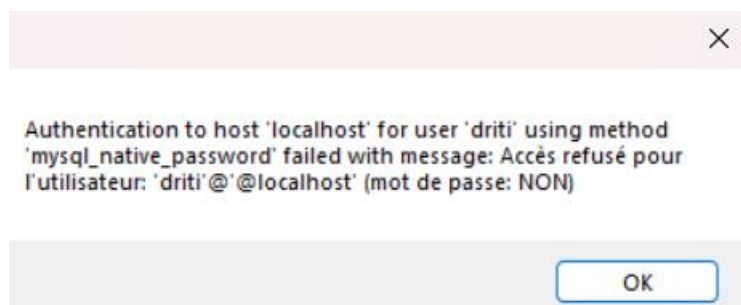 Authentication to host 'localhost' for user 'driti' using method
'mysql_native_password' failed with message: Accès refusé pour
l'utilisateur: 'driti'@'@localhost' (mot de passe: NON)
OK